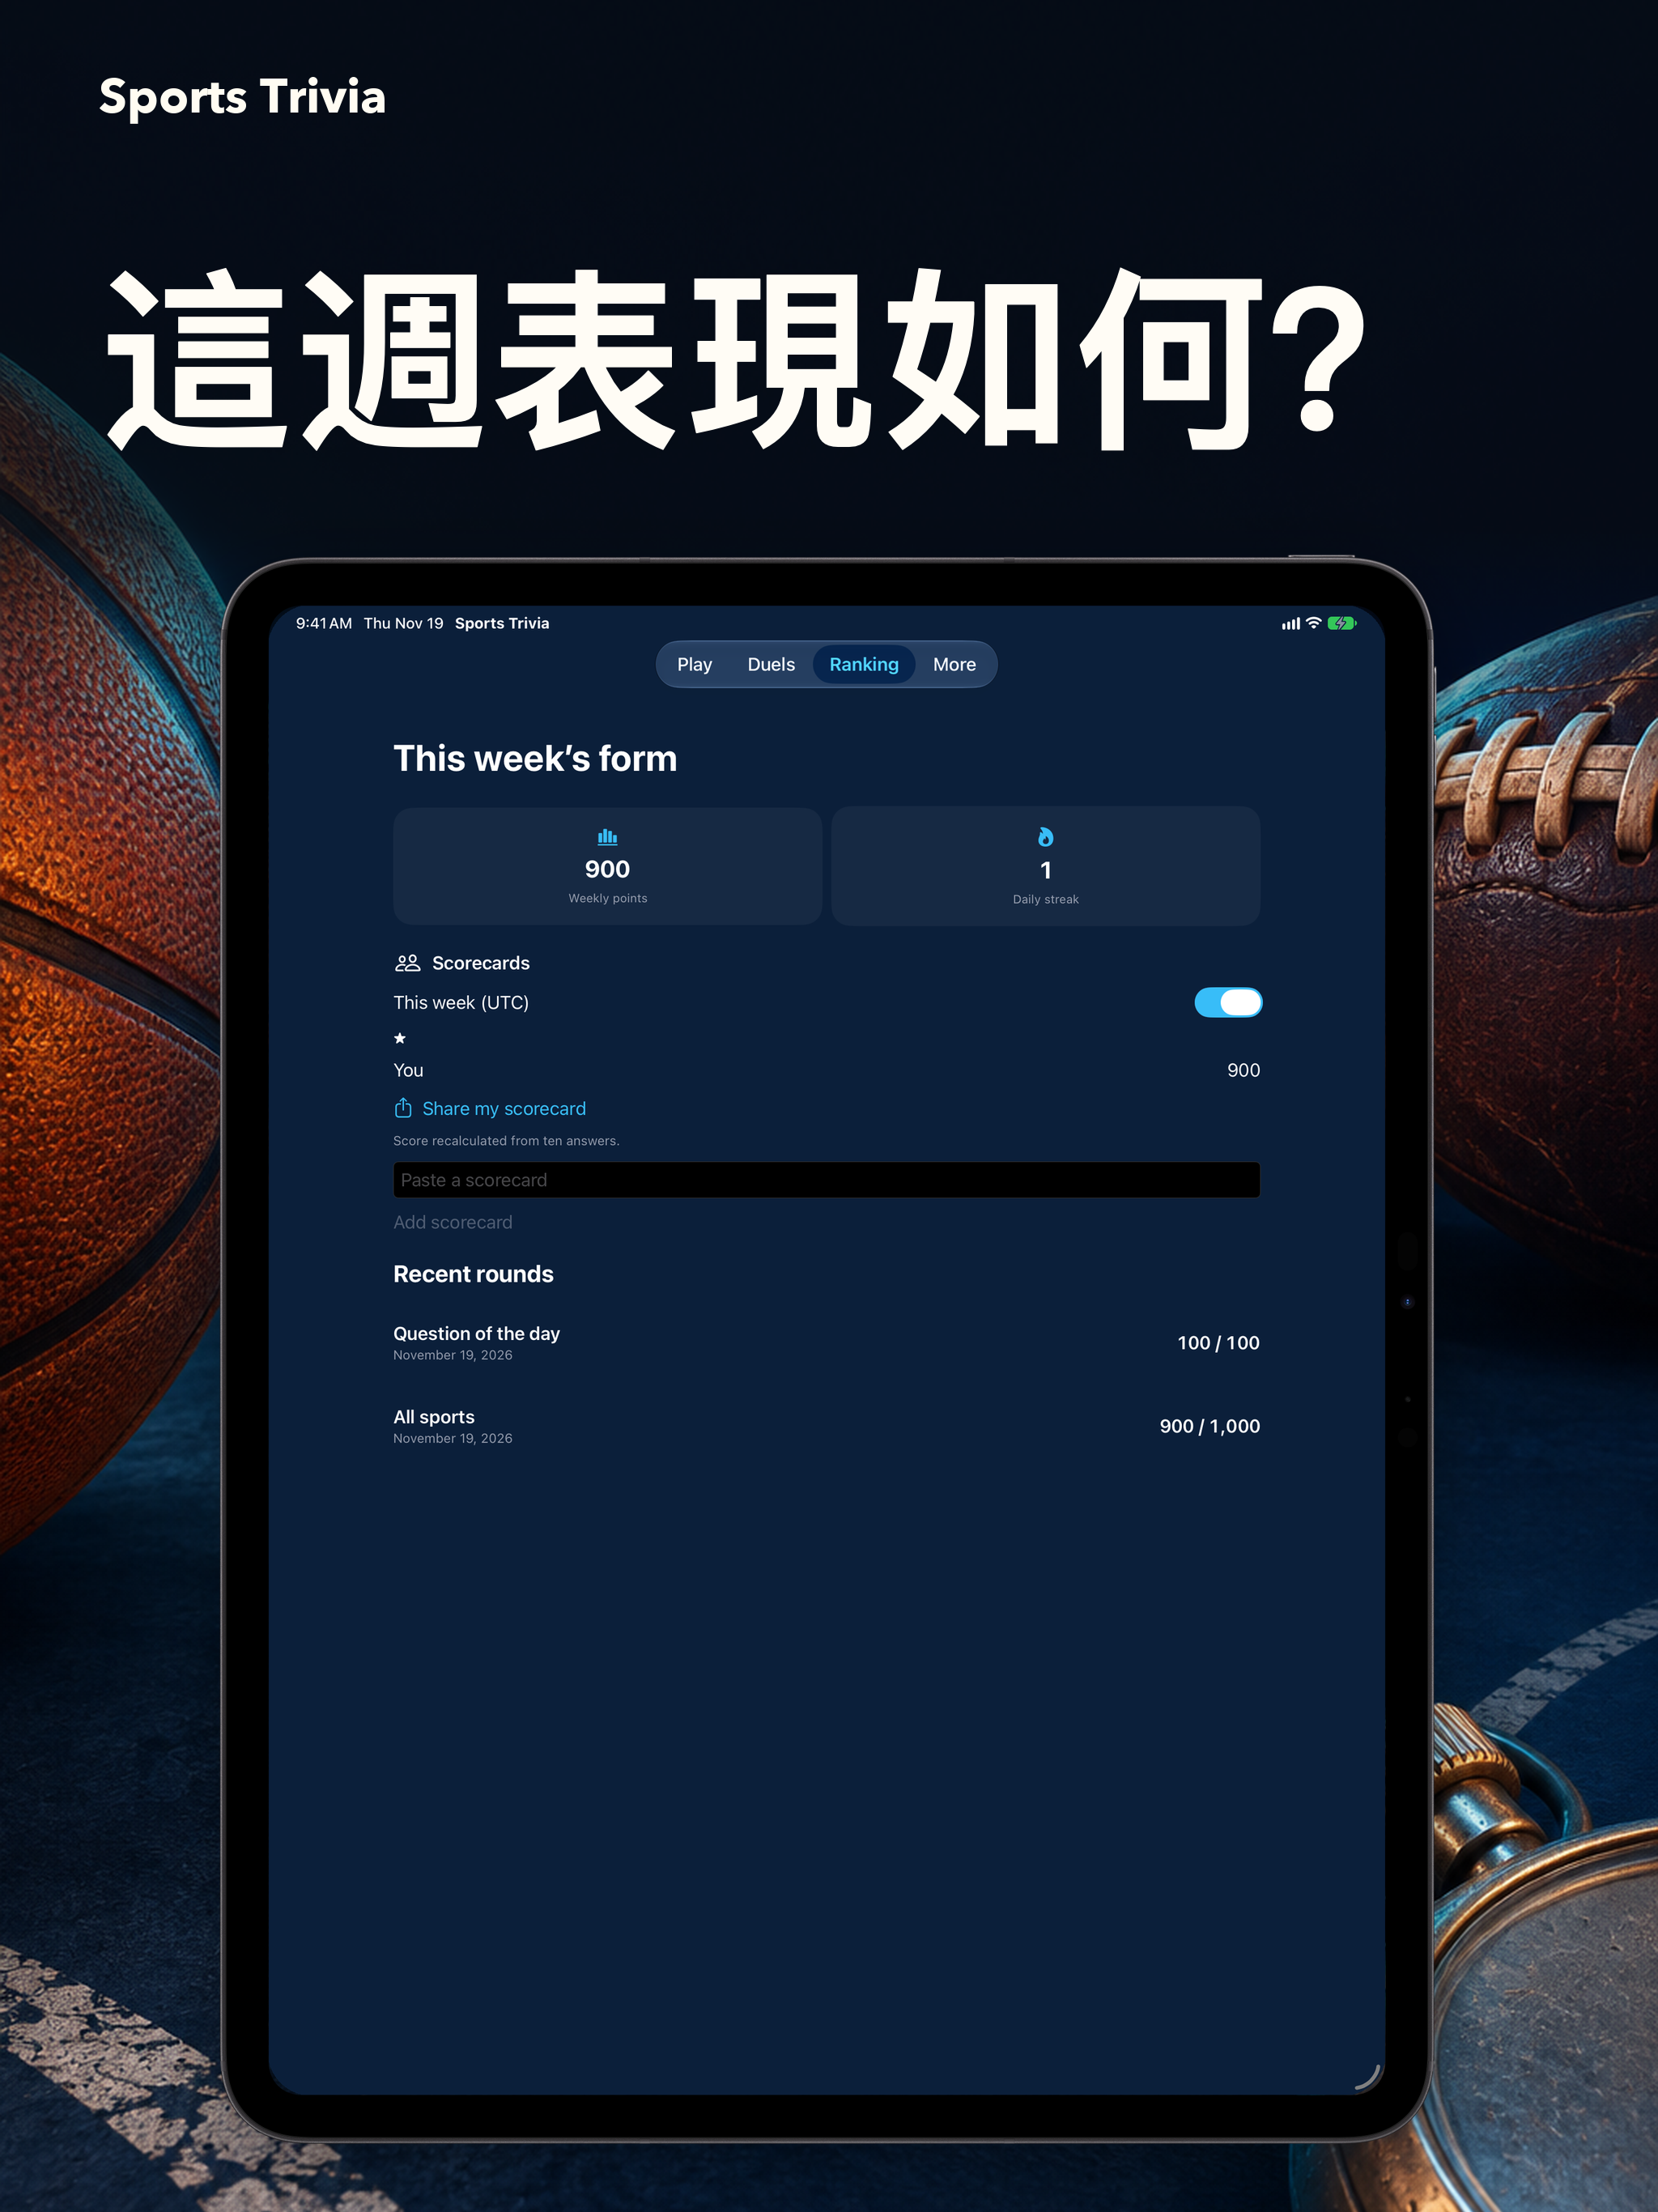 Sports Trivia
這週表現如何?
9:41 AM Thu Nov 19 Sports Trivia
Play Duels Ranking More
This week's form
900
Weekly points
1
Daily streak
Scorecards
This week (UTC)
You 900
Share my scorecard
Score recalculated from ten answers.
Paste a scorecard
Add scorecard
Recent rounds
Question of the day
November 19, 2026
100 / 100
All sports
November 19, 2026
900 / 1,000